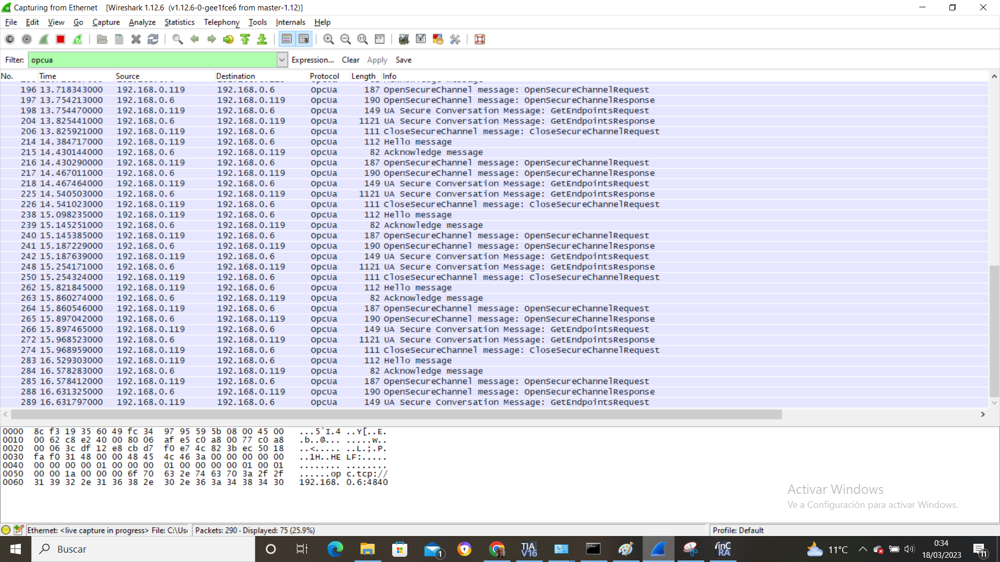 Capturing from Ethernet [Wireshark 1.12.6 (v1.12.6-0-gee1fce6 from master-1.12)]
File Edit View Go Capture Analyze Statistics Telephony Tools Internals Help
Filter: opcua Expression... Clear Apply Save
No. Time Source Destination Protocol Length Info
196 13.718343000 192.168.0.119 192.168.0.6 OpcUa 187 OpenSecureChannel message: OpenSecureChannelRequest
197 13.754213000 192.168.0.6 192.168.0.119 OpcUa 190 OpenSecureChannel message: OpenSecureChannelResponse
198 13.754470000 192.168.0.119 192.168.0.6 OpcUa 149 UA Secure Conversation Message: GetEndpointsRequest
204 13.825441000 192.168.0.6 192.168.0.119 OpcUa 1121 UA Secure Conversation Message: GetEndpointsResponse
206 13.825921000 192.168.0.119 192.168.0.6 OpcUa 111 CloseSecureChannel message: CloseSecureChannelRequest
214 14.384717000 192.168.0.119 192.168.0.6 OpcUa 112 Hello message
215 14.430144000 192.168.0.6 192.168.0.119 OpcUa 82 Acknowledge message
216 14.430290000 192.168.0.119 192.168.0.6 OpcUa 187 OpenSecureChannel message: OpenSecureChannelRequest
217 14.467011000 192.168.0.6 192.168.0.119 OpcUa 190 OpenSecureChannel message: OpenSecureChannelResponse
218 14.467464000 192.168.0.119 192.168.0.6 OpcUa 149 UA Secure Conversation Message: GetEndpointsRequest
225 14.540503000 192.168.0.6 192.168.0.119 OpcUa 1121 UA Secure Conversation Message: GetEndpointsResponse
226 14.541023000 192.168.0.119 192.168.0.6 OpcUa 111 CloseSecureChannel message: CloseSecureChannelRequest
238 15.098235000 192.168.0.119 192.168.0.6 OpcUa 112 Hello message
239 15.145251000 192.168.0.6 192.168.0.119 OpcUa 82 Acknowledge message
240 15.145385000 192.168.0.119 192.168.0.6 OpcUa 187 OpenSecureChannel message: OpenSecureChannelRequest
241 15.187229000 192.168.0.6 192.168.0.119 OpcUa 190 OpenSecureChannel message: OpenSecureChannelResponse
242 15.187639000 192.168.0.119 192.168.0.6 OpcUa 149 UA Secure Conversation Message: GetEndpointsRequest
248 15.254171000 192.168.0.6 192.168.0.119 OpcUa 1121 UA Secure Conversation Message: GetEndpointsResponse
250 15.254324000 192.168.0.119 192.168.0.6 OpcUa 111 CloseSecureChannel message: CloseSecureChannelRequest
262 15.821845000 192.168.0.119 192.168.0.6 OpcUa 112 Hello message
263 15.860274000 192.168.0.6 192.168.0.119 OpcUa 82 Acknowledge message
264 15.860546000 192.168.0.119 192.168.0.6 OpcUa 187 OpenSecureChannel message: OpenSecureChannelRequest
265 15.897042000 192.168.0.6 192.168.0.119 OpcUa 190 OpenSecureChannel message: OpenSecureChannelResponse
266 15.897465000 192.168.0.119 192.168.0.6 OpcUa 149 UA Secure Conversation Message: GetEndpointsRequest
272 15.968523000 192.168.0.6 192.168.0.119 OpcUa 1121 UA Secure Conversation Message: GetEndpointsResponse
274 15.968959000 192.168.0.119 192.168.0.6 OpcUa 111 CloseSecureChannel message: CloseSecureChannelRequest
283 16.529303000 192.168.0.119 192.168.0.6 OpcUa 112 Hello message
284 16.578283000 192.168.0.6 192.168.0.119 OpcUa 82 Acknowledge message
285 16.578412000 192.168.0.119 192.168.0.6 OpcUa 187 OpenSecureChannel message: OpenSecureChannelRequest
288 16.631325000 192.168.0.6 192.168.0.119 OpcUa 190 OpenSecureChannel message: OpenSecureChannelResponse
289 16.631797000 192.168.0.119 192.168.0.6 OpcUa 149 UA Secure Conversation Message: GetEndpointsRequest
0000 8c f3 19 35 60 49 fc 34 97 95 59 5b 08 00 45 00 ...5`I.4 ..Y[..E.
0010 00 62 c8 e2 40 00 80 06 af e5 c0 a8 00 77 c0 a8 .b..@... .....w..
0020 00 06 3c df 12 e8 cb d7 f0 e7 4c 82 3b ec 50 18 ..<..... ..L.;.P.
0030 fa f0 31 48 00 00 48 45 4c 46 3a 00 00 00 00 00 ..1H..HE LF:.....
0040 00 00 00 00 01 00 00 00 01 00 00 00 00 01 00 01 ........ ........
0050 00 00 1a 00 00 00 6f 70 63 2e 74 63 70 3a 2f 2f ......op c.tcp://
0060 31 39 32 2e 31 36 38 2e 30 2e 36 3a 34 38 34 30 192.168. 0.6:4840
Activar Windows
Ve a Configuración para activar Windows.
Ethernet: <live capture in progress> File: C:\Us Packets: 290 · Displayed: 75 (25.9%) Profile: Default
Buscar
1
TIA V16
VinC RA
11°C
0:34
18/03/2023
11